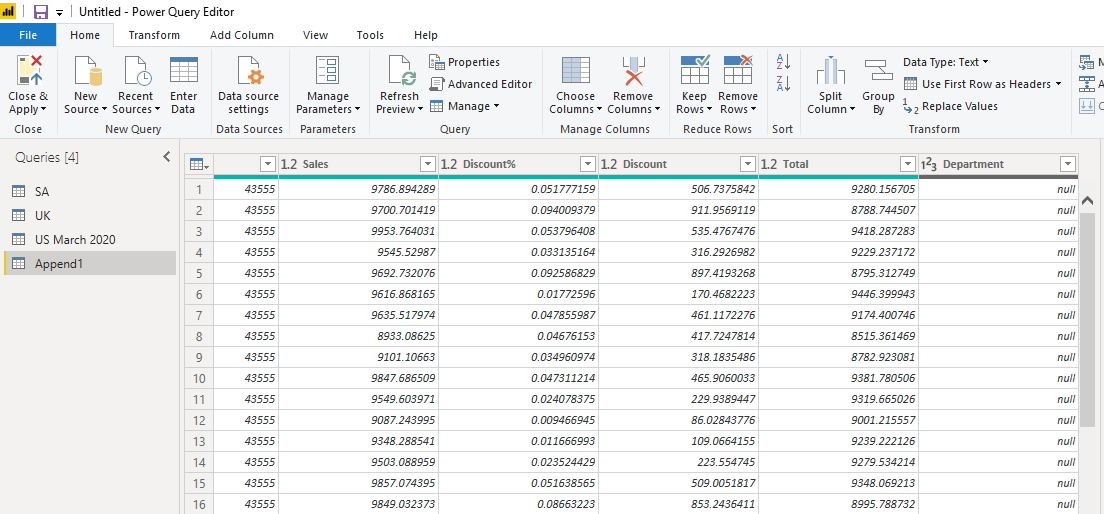 Untitled - Power Query Editor
File Home Transform Add Column View Tools Help
Close & Apply
New Source
Recent Sources
Enter Data
Data source settings
Manage Parameters
Refresh Preview
Properties
Advanced Editor
Manage
Choose Columns
Remove Columns
Keep Rows
Remove Rows
Split Column
Group By
Data Type: Text
Use First Row as Headers
Replace Values
Close New Query Data Sources Parameters Query Manage Columns Reduce Rows Sort Transform
Queries [4]
SA
UK
US March 2020
Append1
1.2 Sales 1.2 Discount% 1.2 Discount 1.2 Total 123 Department
1 43555 9786.894289 0.051777159 506.7375842 9280.156705 null
2 43555 9700.701419 0.094009379 911.9569119 8788.744507 null
3 43555 9953.764031 0.053796408 535.4767476 9418.287283 null
4 43555 9545.52987 0.033135164 316.2926982 9229.237172 null
5 43555 9692.732076 0.092586829 897.4193268 8795.312749 null
6 43555 9616.868165 0.01772596 170.4682223 9446.399943 null
7 43555 9635.517974 0.047855987 461.1172276 9174.400746 null
8 43555 8933.08625 0.04676153 417.7247814 8515.361469 null
9 43555 9101.10663 0.034960974 318.1835486 8782.923081 null
10 43555 9847.686509 0.047311214 465.9060033 9381.780506 null
11 43555 9549.603971 0.024078375 229.9389447 9319.665026 null
12 43555 9087.243995 0.009466945 86.02843776 9001.215557 null
13 43555 9348.288541 0.011666993 109.0664155 9239.222126 null
14 43555 9503.088959 0.023524429 223.554745 9279.534214 null
15 43555 9857.074395 0.051638565 509.0051817 9348.069213 null
16 43555 9849.032373 0.08663223 853.2436411 8995.788732 null